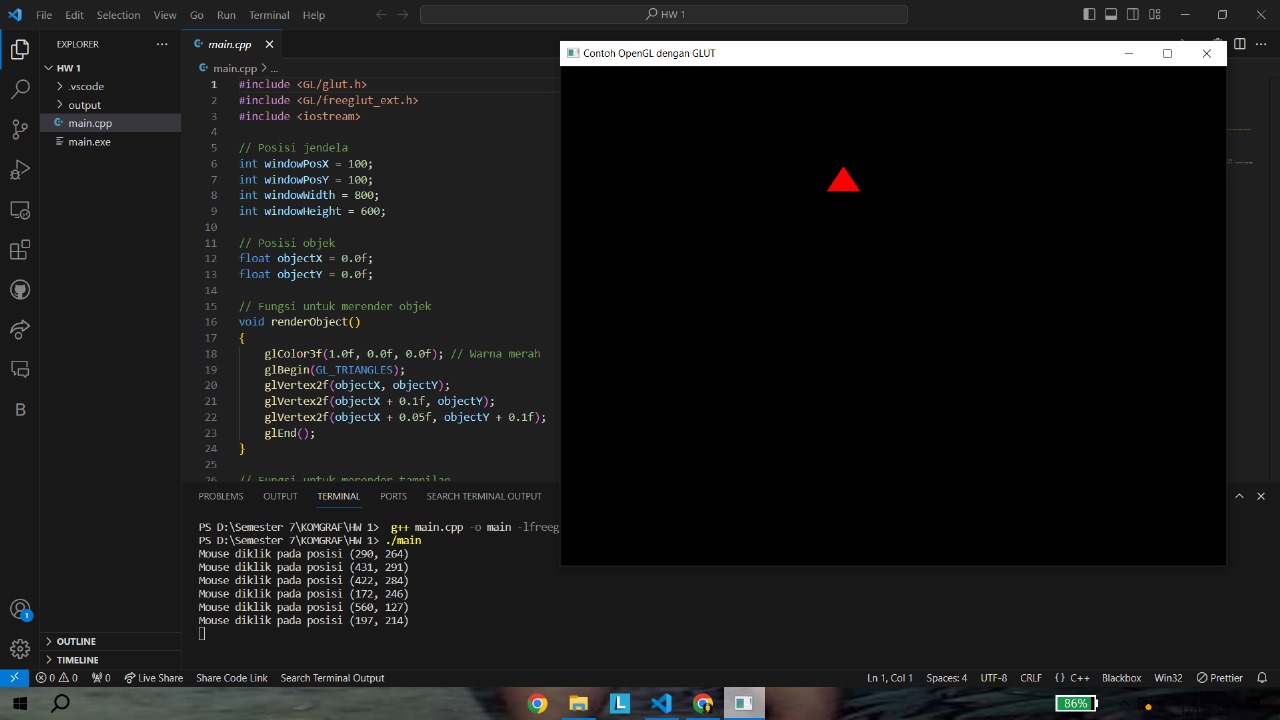 File Edit Selection View Go Run Terminal Help
HW 1
EXPLORER
HW 1
.vscode
output
main.cpp
main.exe
OUTLINE
TIMELINE
main.cpp
main.cpp > ...
1 #include <GL/glut.h>
2 #include <GL/freeglut_ext.h>
3 #include <iostream>
4
5 // Posisi jendela
6 int windowPosX = 100;
7 int windowPosY = 100;
8 int windowWidth = 800;
9 int windowHeight = 600;
10
11 // Posisi objek
12 float objectX = 0.0f;
13 float objectY = 0.0f;
14
15 // Fungsi untuk merender objek
16 void renderObject()
17 {
18 glColor3f(1.0f, 0.0f, 0.0f); // Warna merah
19 glBegin(GL_TRIANGLES);
20 glVertex2f(objectX, objectY);
21 glVertex2f(objectX + 0.1f, objectY);
22 glVertex2f(objectX + 0.05f, objectY + 0.1f);
23 glEnd();
24 }
25
26 // Fungsi untuk merender tampilan
Contoh OpenGL dengan GLUT
PROBLEMS OUTPUT TERMINAL PORTS SEARCH TERMINAL OUTPUT
PS D:\Semester 7\KOMGRAF\HW 1> g++ main.cpp -o main -lfreeg
PS D:\Semester 7\KOMGRAF\HW 1> ./main
Mouse diklik pada posisi (290, 264)
Mouse diklik pada posisi (431, 291)
Mouse diklik pada posisi (422, 284)
Mouse diklik pada posisi (172, 246)
Mouse diklik pada posisi (560, 127)
Mouse diklik pada posisi (197, 214)
B
1
0 0 0 Live Share Share Code Link Search Terminal Output Ln 1, Col 1 Spaces: 4 UTF-8 CRLF {} C++ Blackbox Win32 Prettier
L
86%